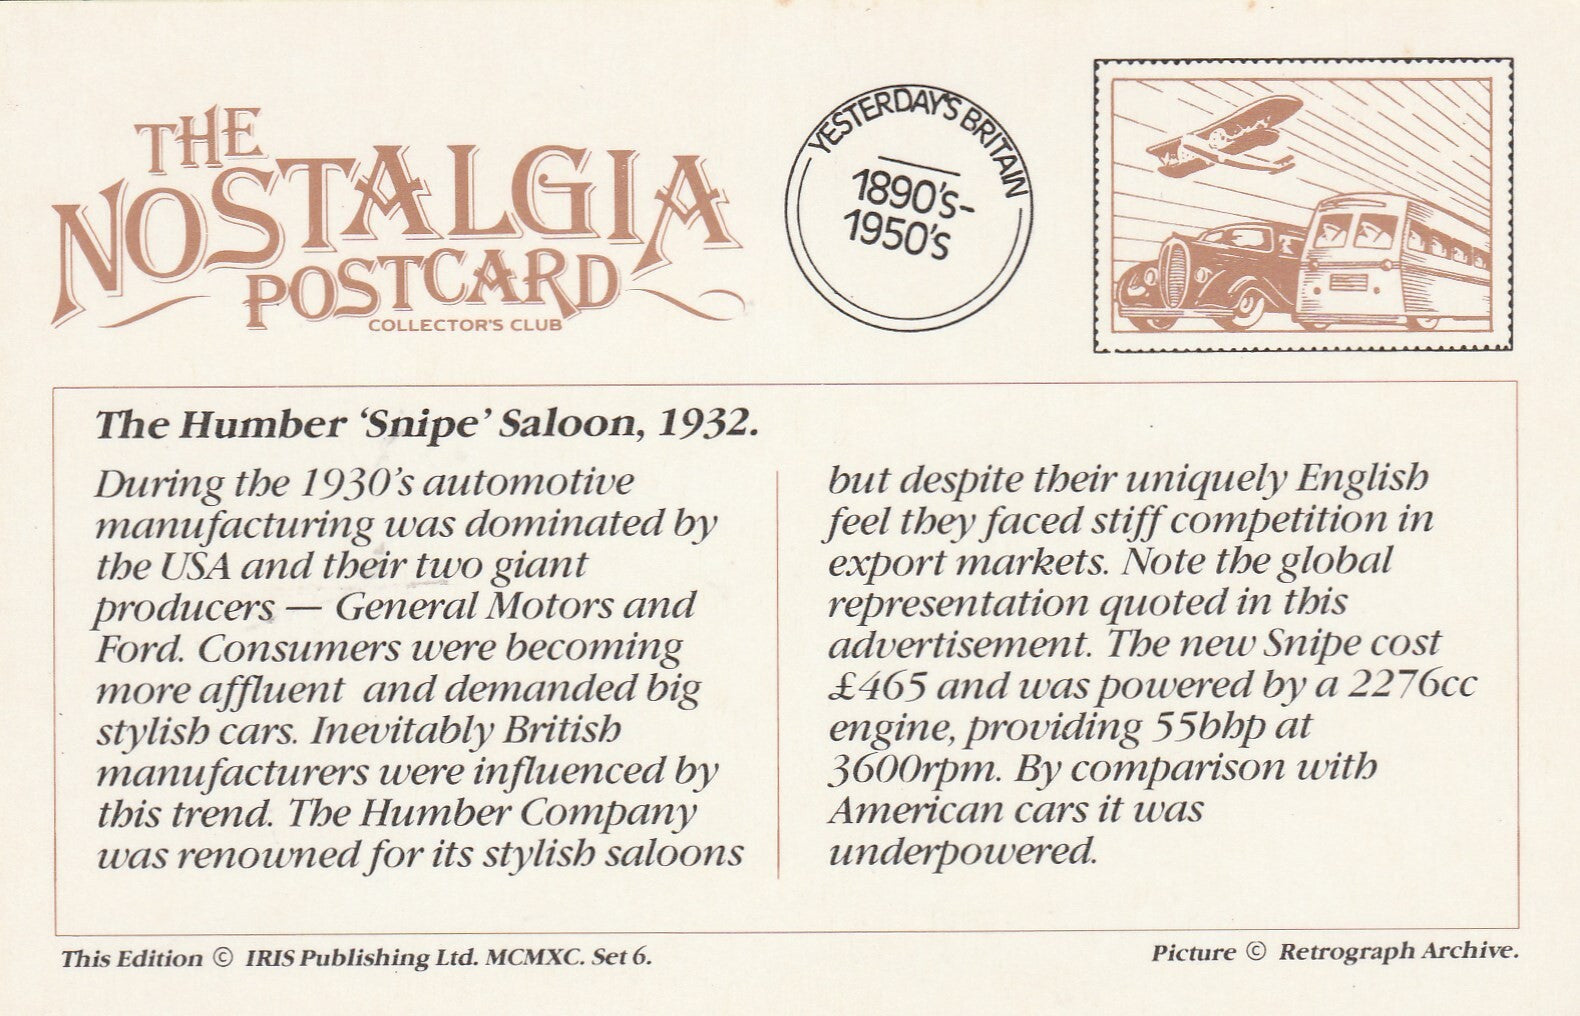 THE
NOSTALGIA
POSTCARD
COLLECTOR'S CLUB
YESTERDAY'S BRITAIN
1890's-
1950's
The Humber ‘Snipe’ Saloon, 1932.
During the 1930’s automotive
manufacturing was dominated by
the USA and their two giant
producers — General Motors and
Ford. Consumers were becoming
more affluent and demanded big
stylish cars. Inevitably British
manufacturers were influenced by
this trend. The Humber Company
was renowned for its stylish saloons
but despite their uniquely English
feel they faced stiff competition in
export markets. Note the global
representation quoted in this
advertisement. The new Snipe cost
£465 and was powered by a 2276cc
engine, providing 55bhp at
3600rpm. By comparison with
American cars it was
underpowered.
This Edition © IRIS Publishing Ltd. MCMXC. Set 6.
Picture © Retrograph Archive.